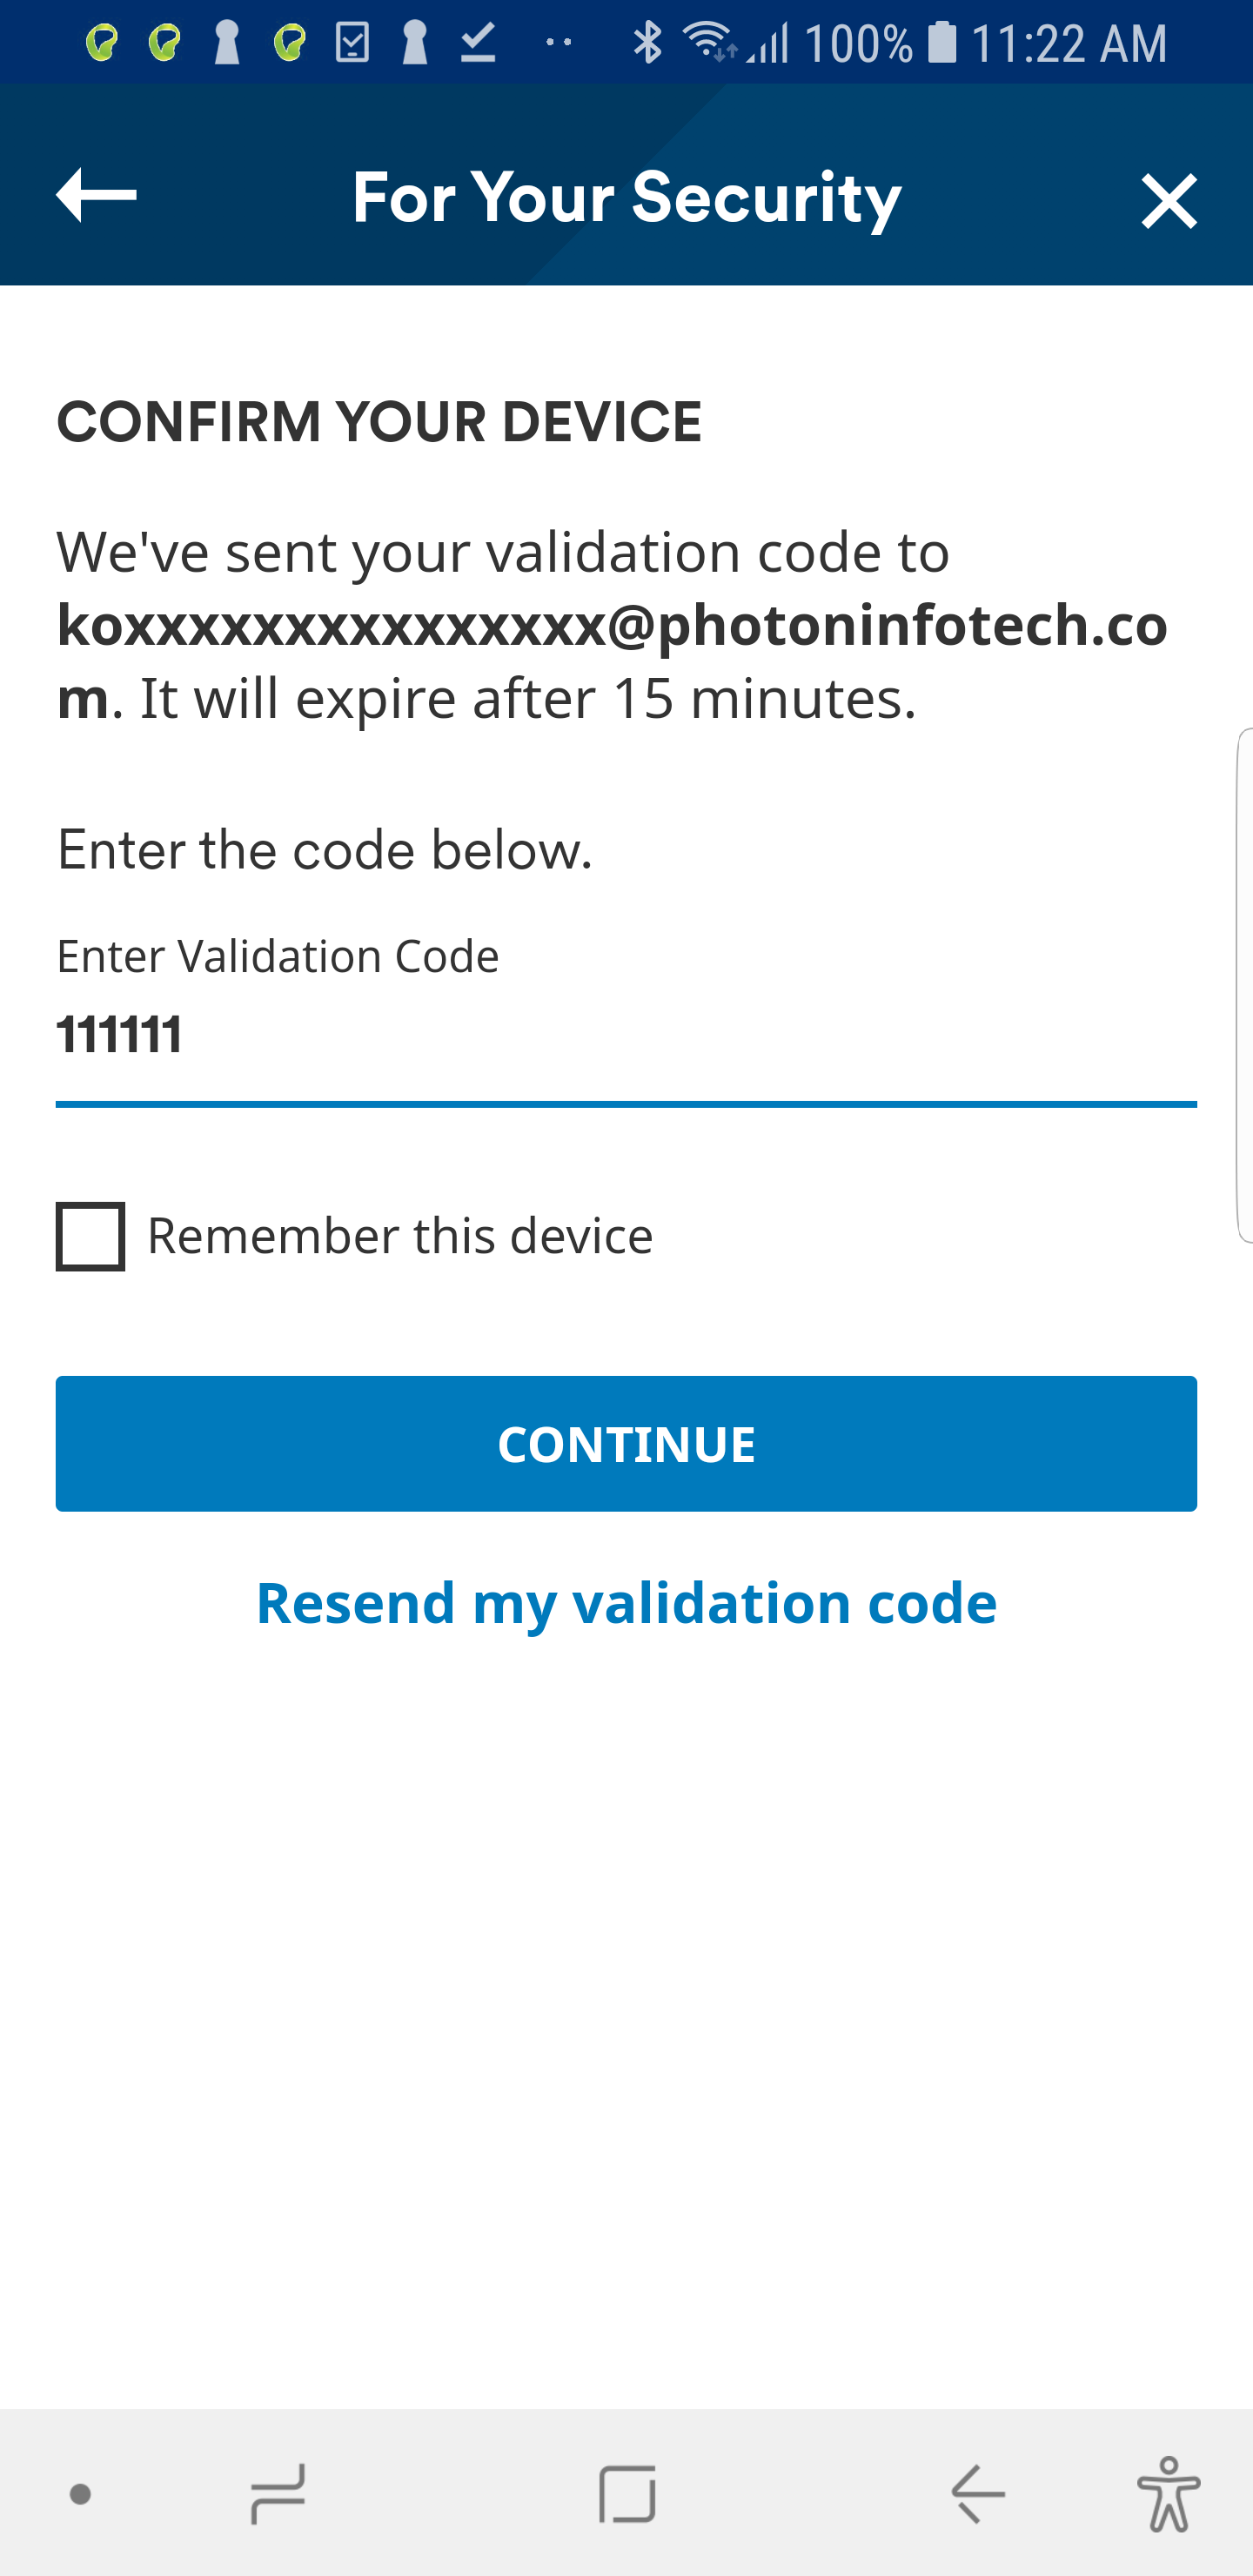 100% 11:22 AM
For Your Security
CONFIRM YOUR DEVICE
We've sent your validation code to
koxxxxxxxxxxxxxxx@photoninfotech.co
m. It will expire after 15 minutes.
Enter the code below.
Enter Validation Code
111111
Remember this device
CONTINUE
Resend my validation code